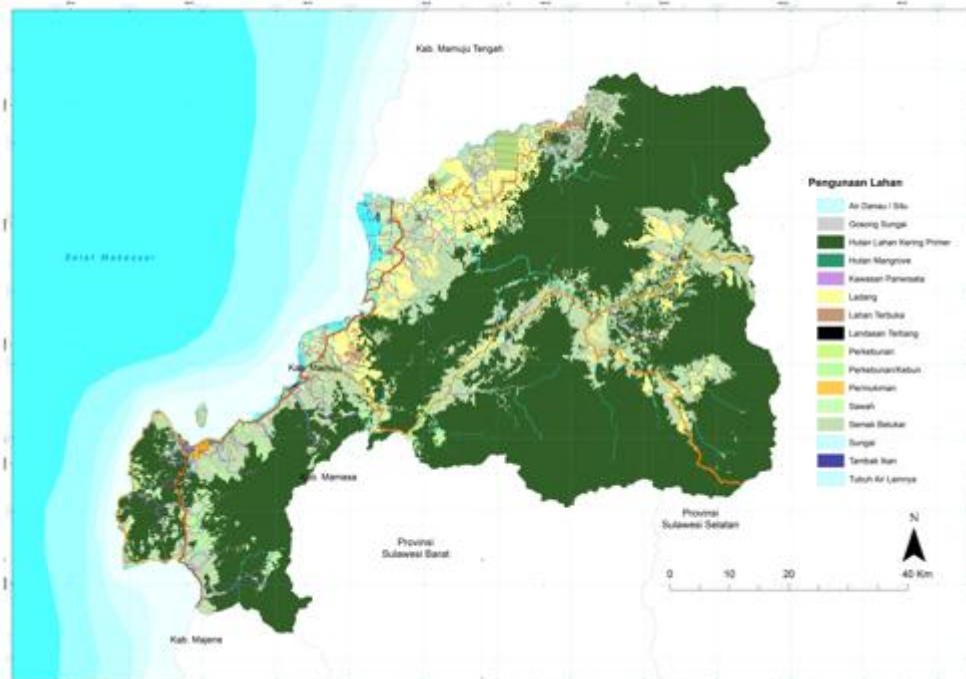 Kab. Mamuju Tengah
Selat Makassar
Kab. Mamuju
Kab. Mamasa
Provinsi
Sulawesi Barat
Provinsi
Sulawesi Selatan
Kab. Majene
Pengunaan Lahan
Air Danau / Situ
Gosong Sungai
Hutan Lahan Kering Primer
Hutan Mangrove
Kawasan Pariwisata
Ladang
Lahan Terbuka
Landasan Terbang
Perkebunan
Perkebunan/Kebun
Permukiman
Sawah
Semak Belukar
Sungai
Tambak Ikan
Tubuh Air Lainnya
N
0 10 20 40 Km